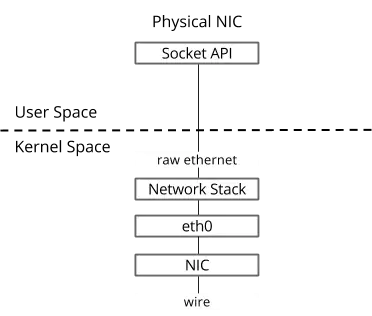 Physical NIC
Socket API
User Space
Kernel Space
raw ethernet
Network Stack
eth0
NIC
wire